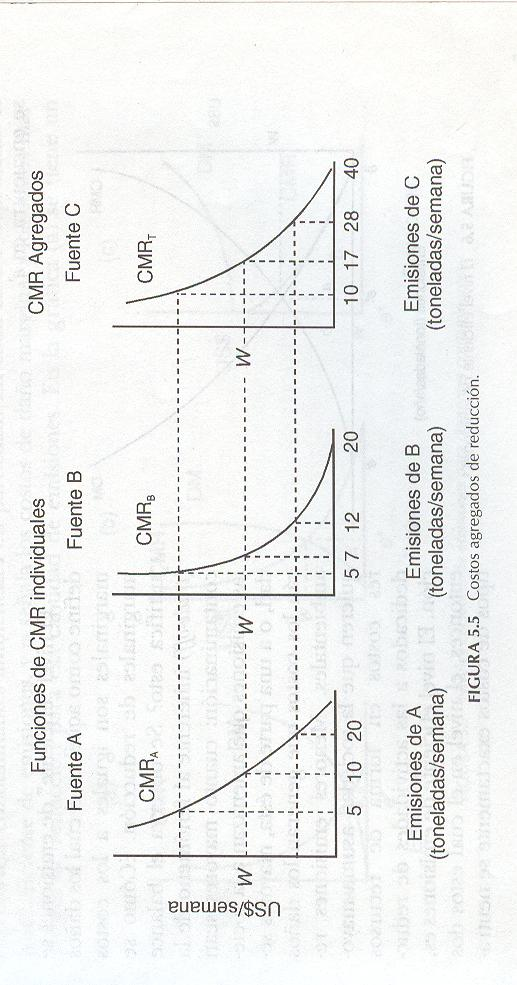 Funciones de CMR individuales
CMR Agregados
Fuente A
Fuente B
Fuente C
CMR_A
CMR_B
CMR_T
US$/semana
W
W
W
5 10 20
5 7 12 20
10 17 28 40
Emisiones de A
(toneladas/semana)
Emisiones de B
(toneladas/semana)
Emisiones de C
(toneladas/semana)
FIGURA 5.5 Costos agregados de reducción.